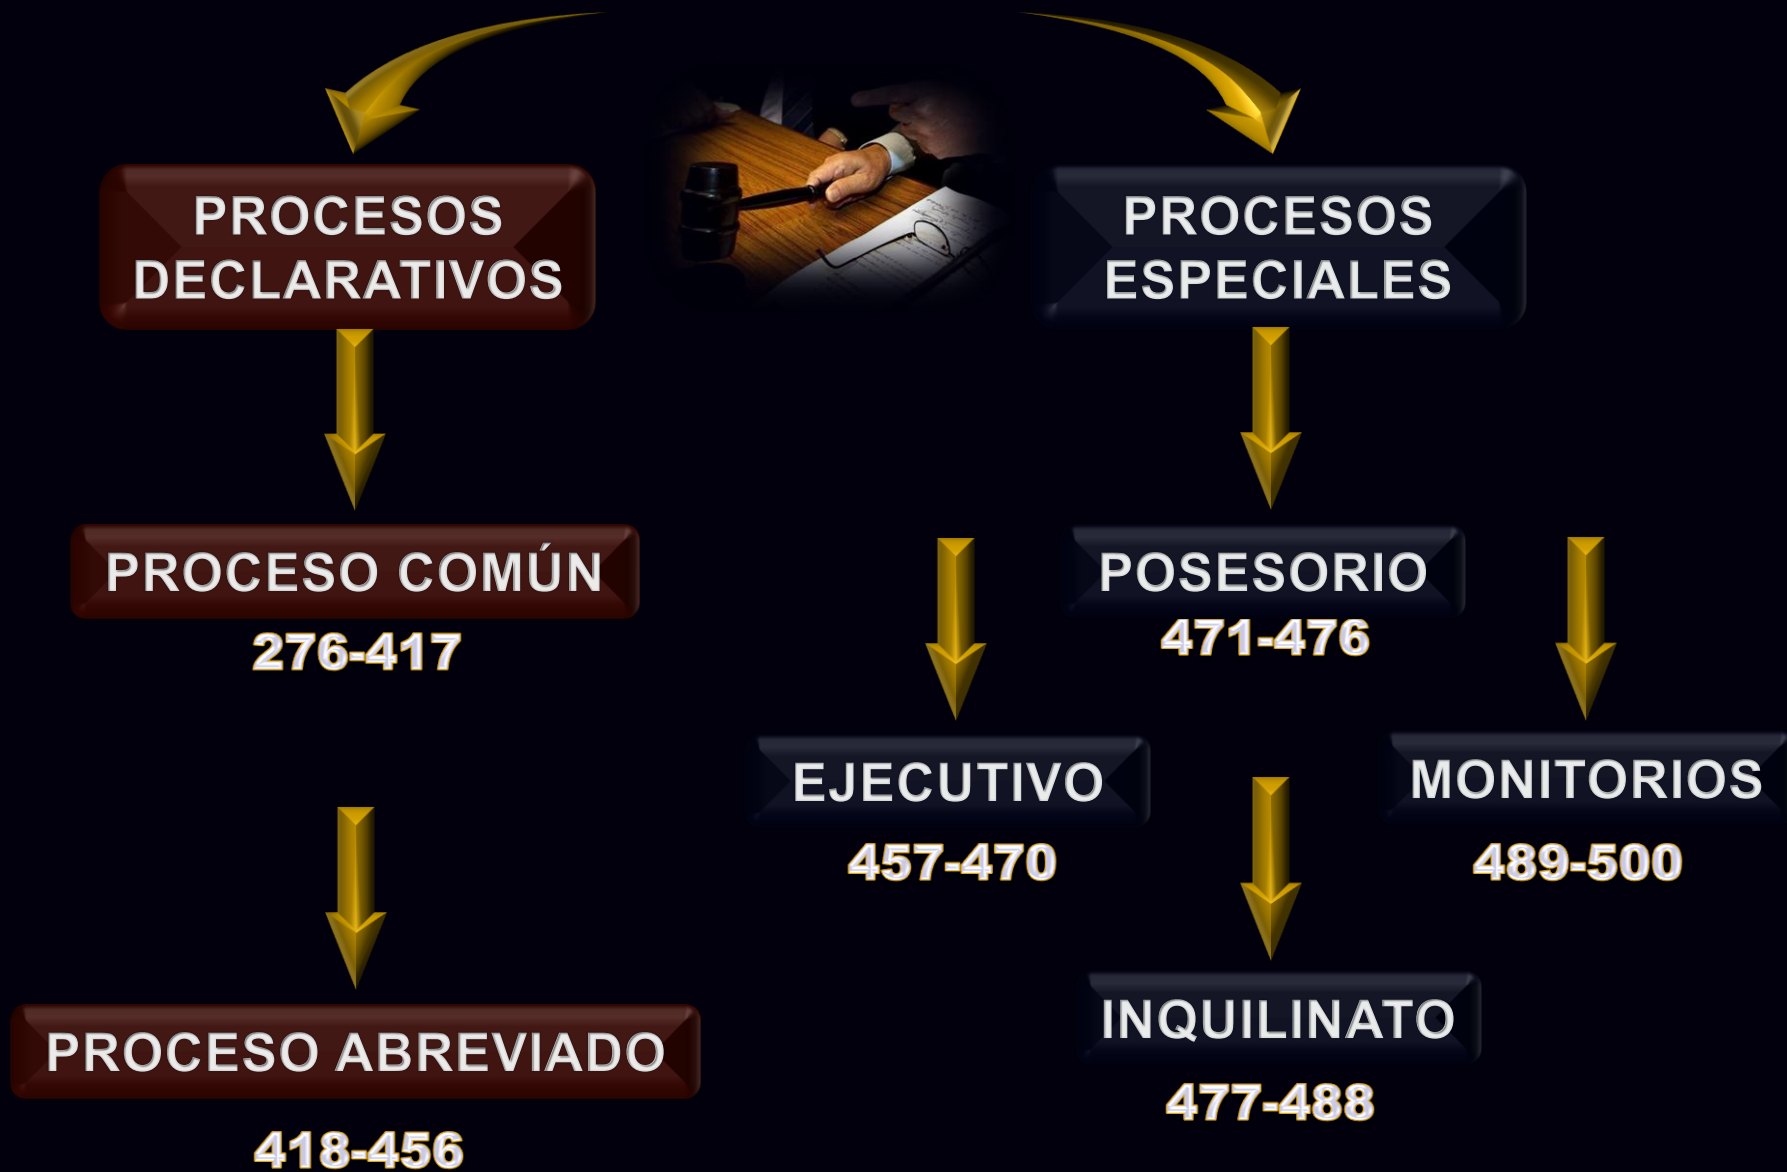 PROCESOS
DECLARATIVOS
PROCESOS
ESPECIALES
PROCESO COMÚN
276-417
POSESORIO
471-476
EJECUTIVO
457-470
MONITORIOS
489-500
PROCESO ABREVIADO
418-456
INQUILINATO
477-488